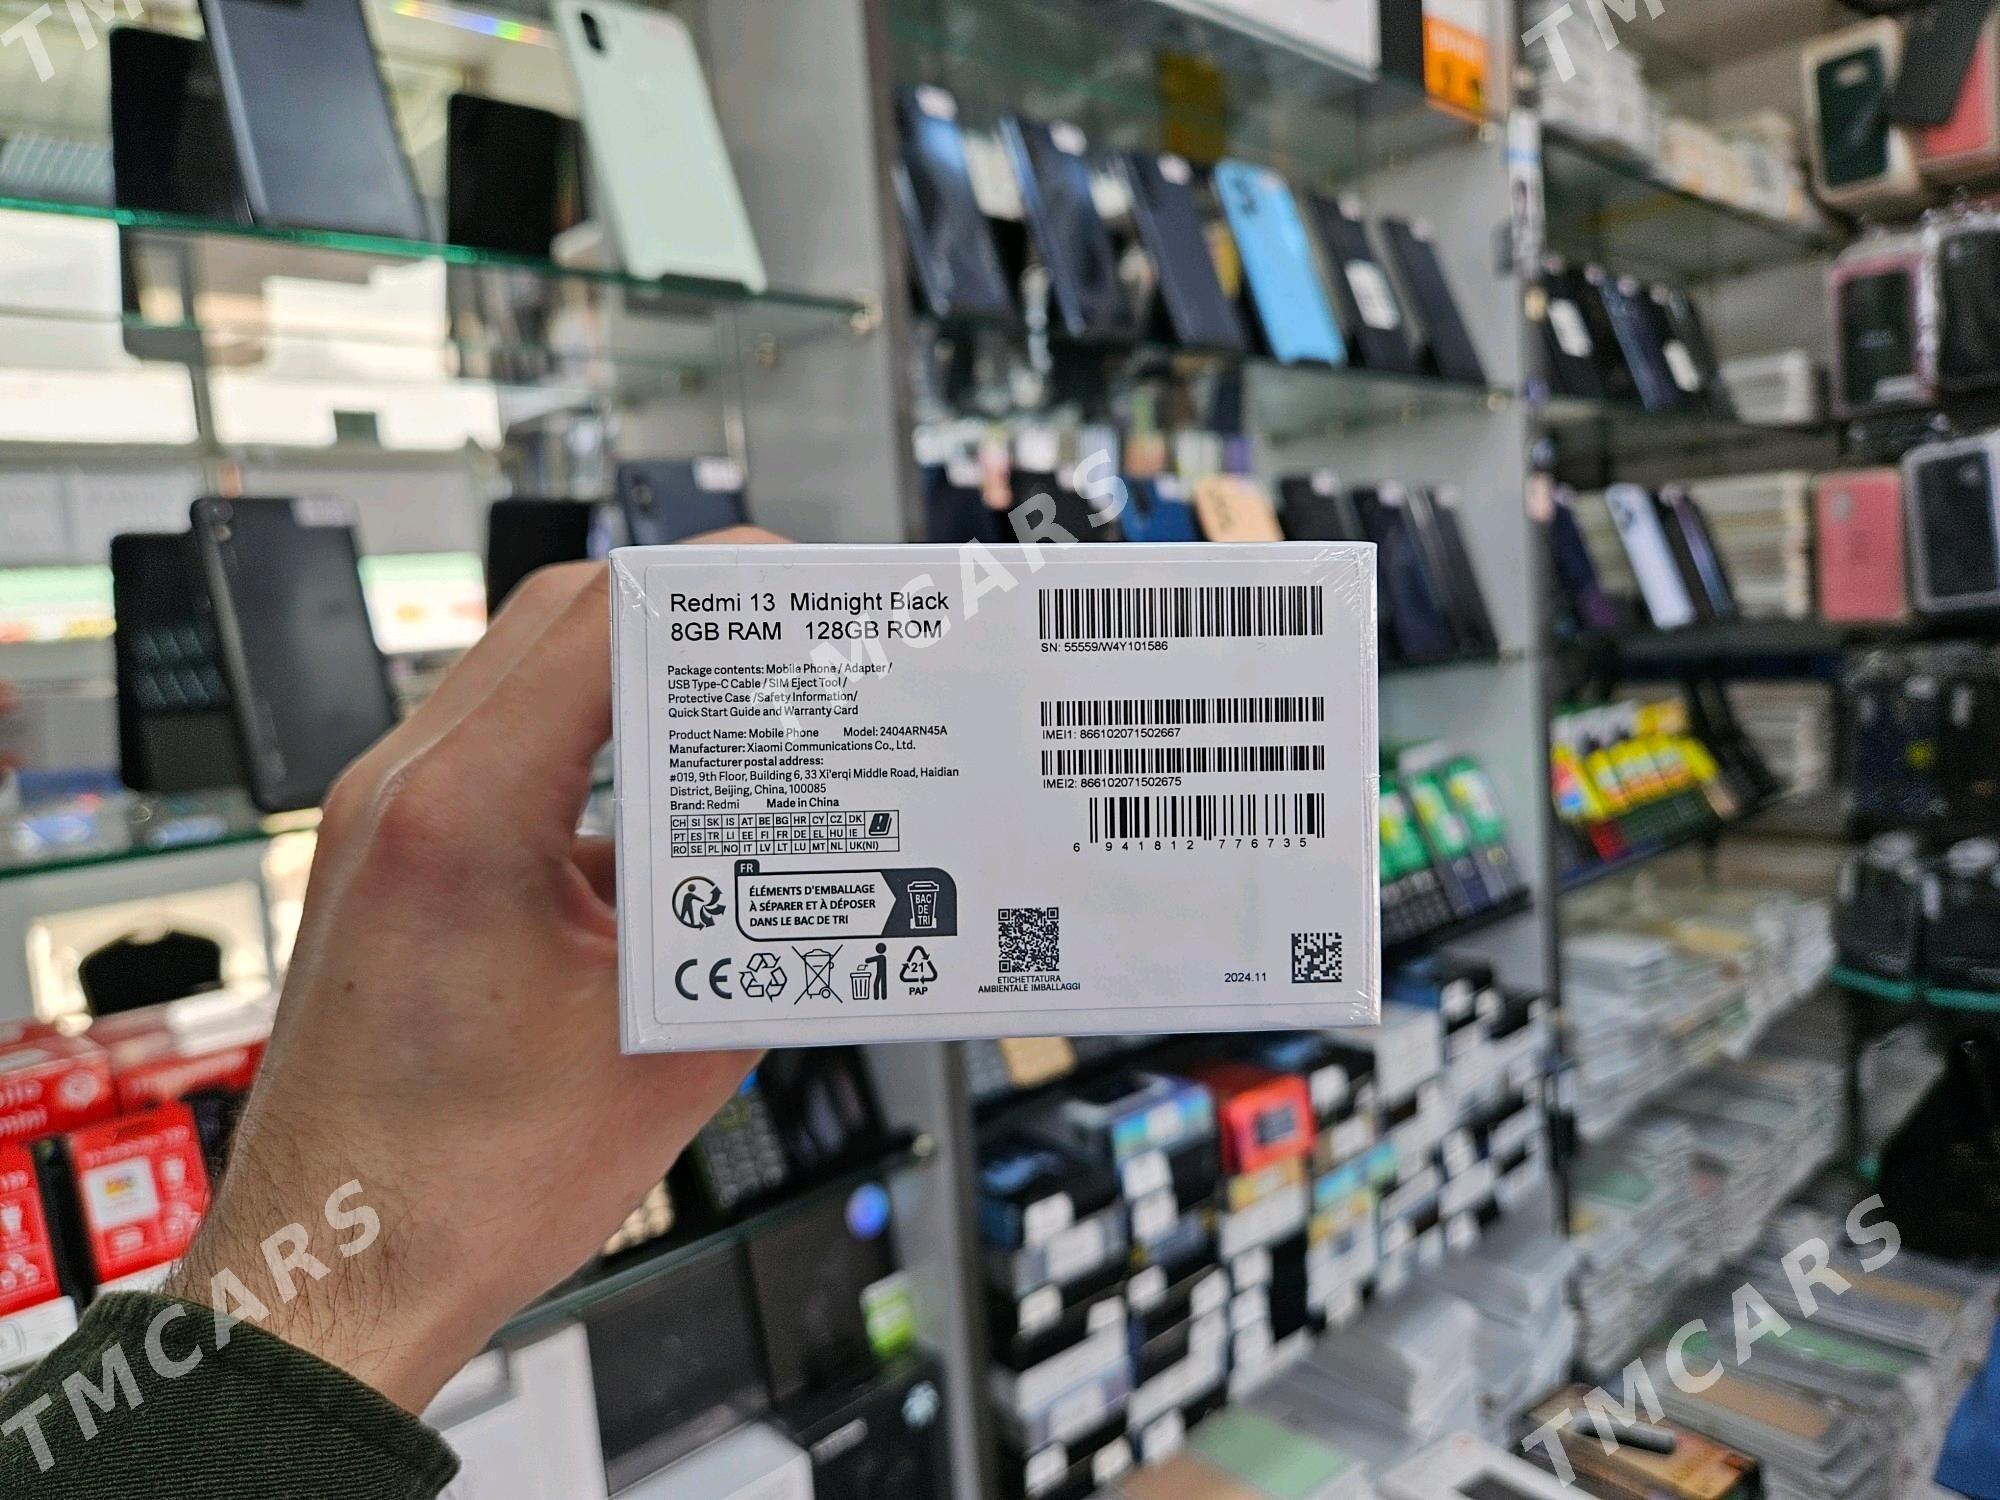 Redmi 13 Midnight Black
8GB RAM 128GB ROM
Package contents: Mobile Phone / Adapter /
USB Type-C Cable / SIM Eject Tool /
Protective Case /Safety Information/
Quick Start Guide and Warranty Card
Product Name: Mobile Phone Model: 2404ARN45A
Manufacturer: Xiaomi Communications Co., Ltd.
Manufacturer postal address:
#019, 9th Floor, Building 6, 33 Xi'erqi Middle Road, Haidian
District, Beijing, China, 100085
Brand: Redmi Made in China
CH SI SK IS AT BE BG HR CY CZ DK
PT ES TR LI EE FI FR DE EL HU IE
RO SE PL NO IT LV LT LU MT NL UK(NI)
FR
ÉLÉMENTS D'EMBALLAGE
À SÉPARER ET À DÉPOSER
DANS LE BAC DE TRI
BAC
DE
TRI
CE
21
PAP
SN: 55559/W4Y101586
IMEI1: 866102071502667
IMEI2: 866102071502675
6 941812 776735
ETICHETTATURA
AMBIENTALE IMBALLAGGI
2024.11
TMCARS
TMCARS
TMCARS